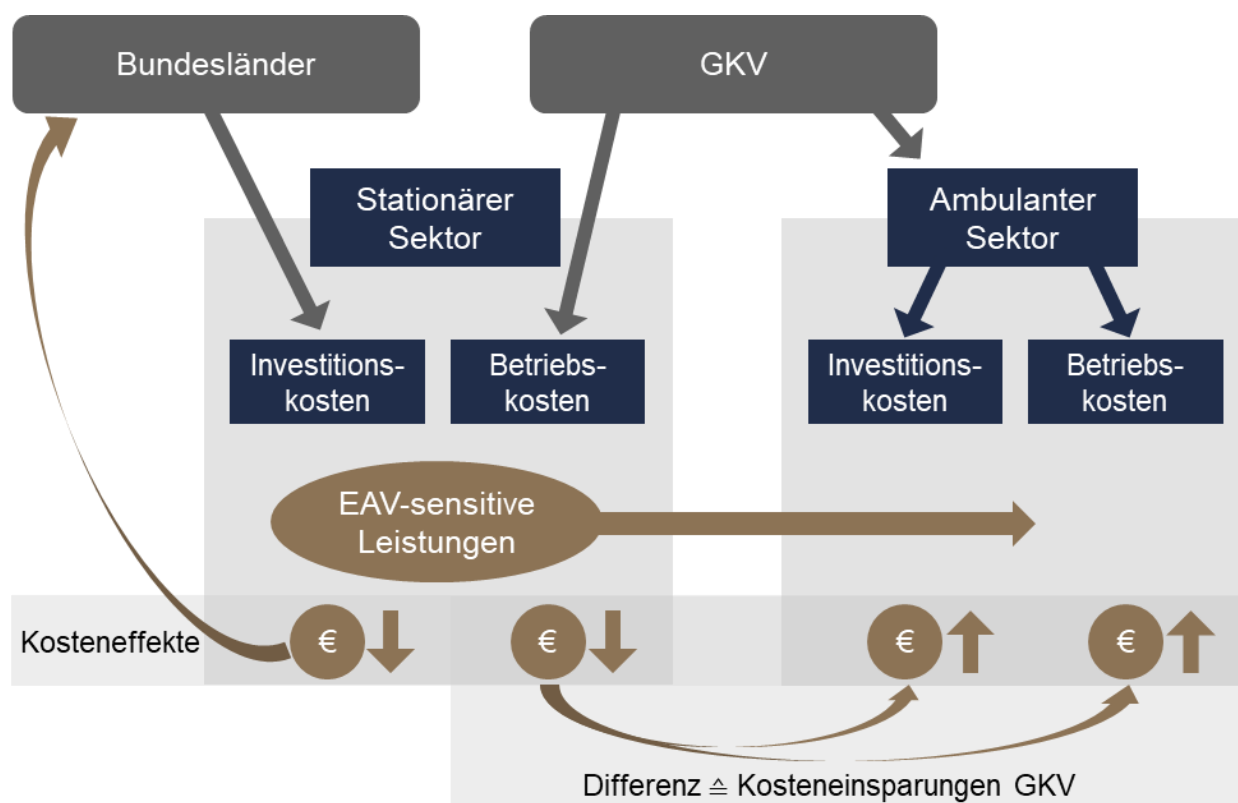 Bundesländer
GKV
Stationärer
Sektor
Ambulanter
Sektor
Investitions-
kosten
Betriebs-
kosten
Investitions-
kosten
Betriebs-
kosten
EAV-sensitive
Leistungen
Kosteneffekte
€
€
€
€
Differenz ≙ Kosteneinsparungen GKV